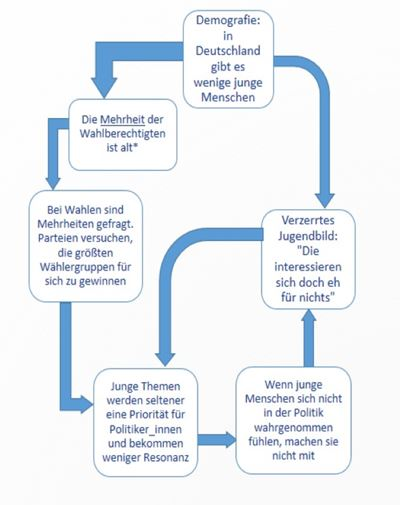 Demografie:
in
Deutschland
gibt es
wenige junge
Menschen
Die Mehrheit der
Wahlberechtigten
ist alt*
Bei Wahlen sind
Mehrheiten gefragt.
Parteien versuchen,
die größten
Wählergruppen für
sich zu gewinnen
Verzerrtes
Jugendbild:
"Die
interessieren
sich doch eh
für nichts"
Junge Themen
werden seltener
eine Priorität für
Politiker_innen
und bekommen
weniger Resonanz
Wenn junge
Menschen sich nicht
in der Politik
wahrgenommen
fühlen, machen sie
nicht mit